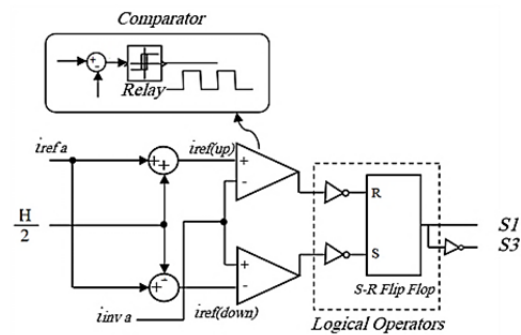 Comparator
+
-
Relay
iref a
+
+
iref(up)
+
-
R
H
2
S1
S
S3
-
+
+
-
S-R Flip Flop
iinv a
iref(down)
Logical Operators